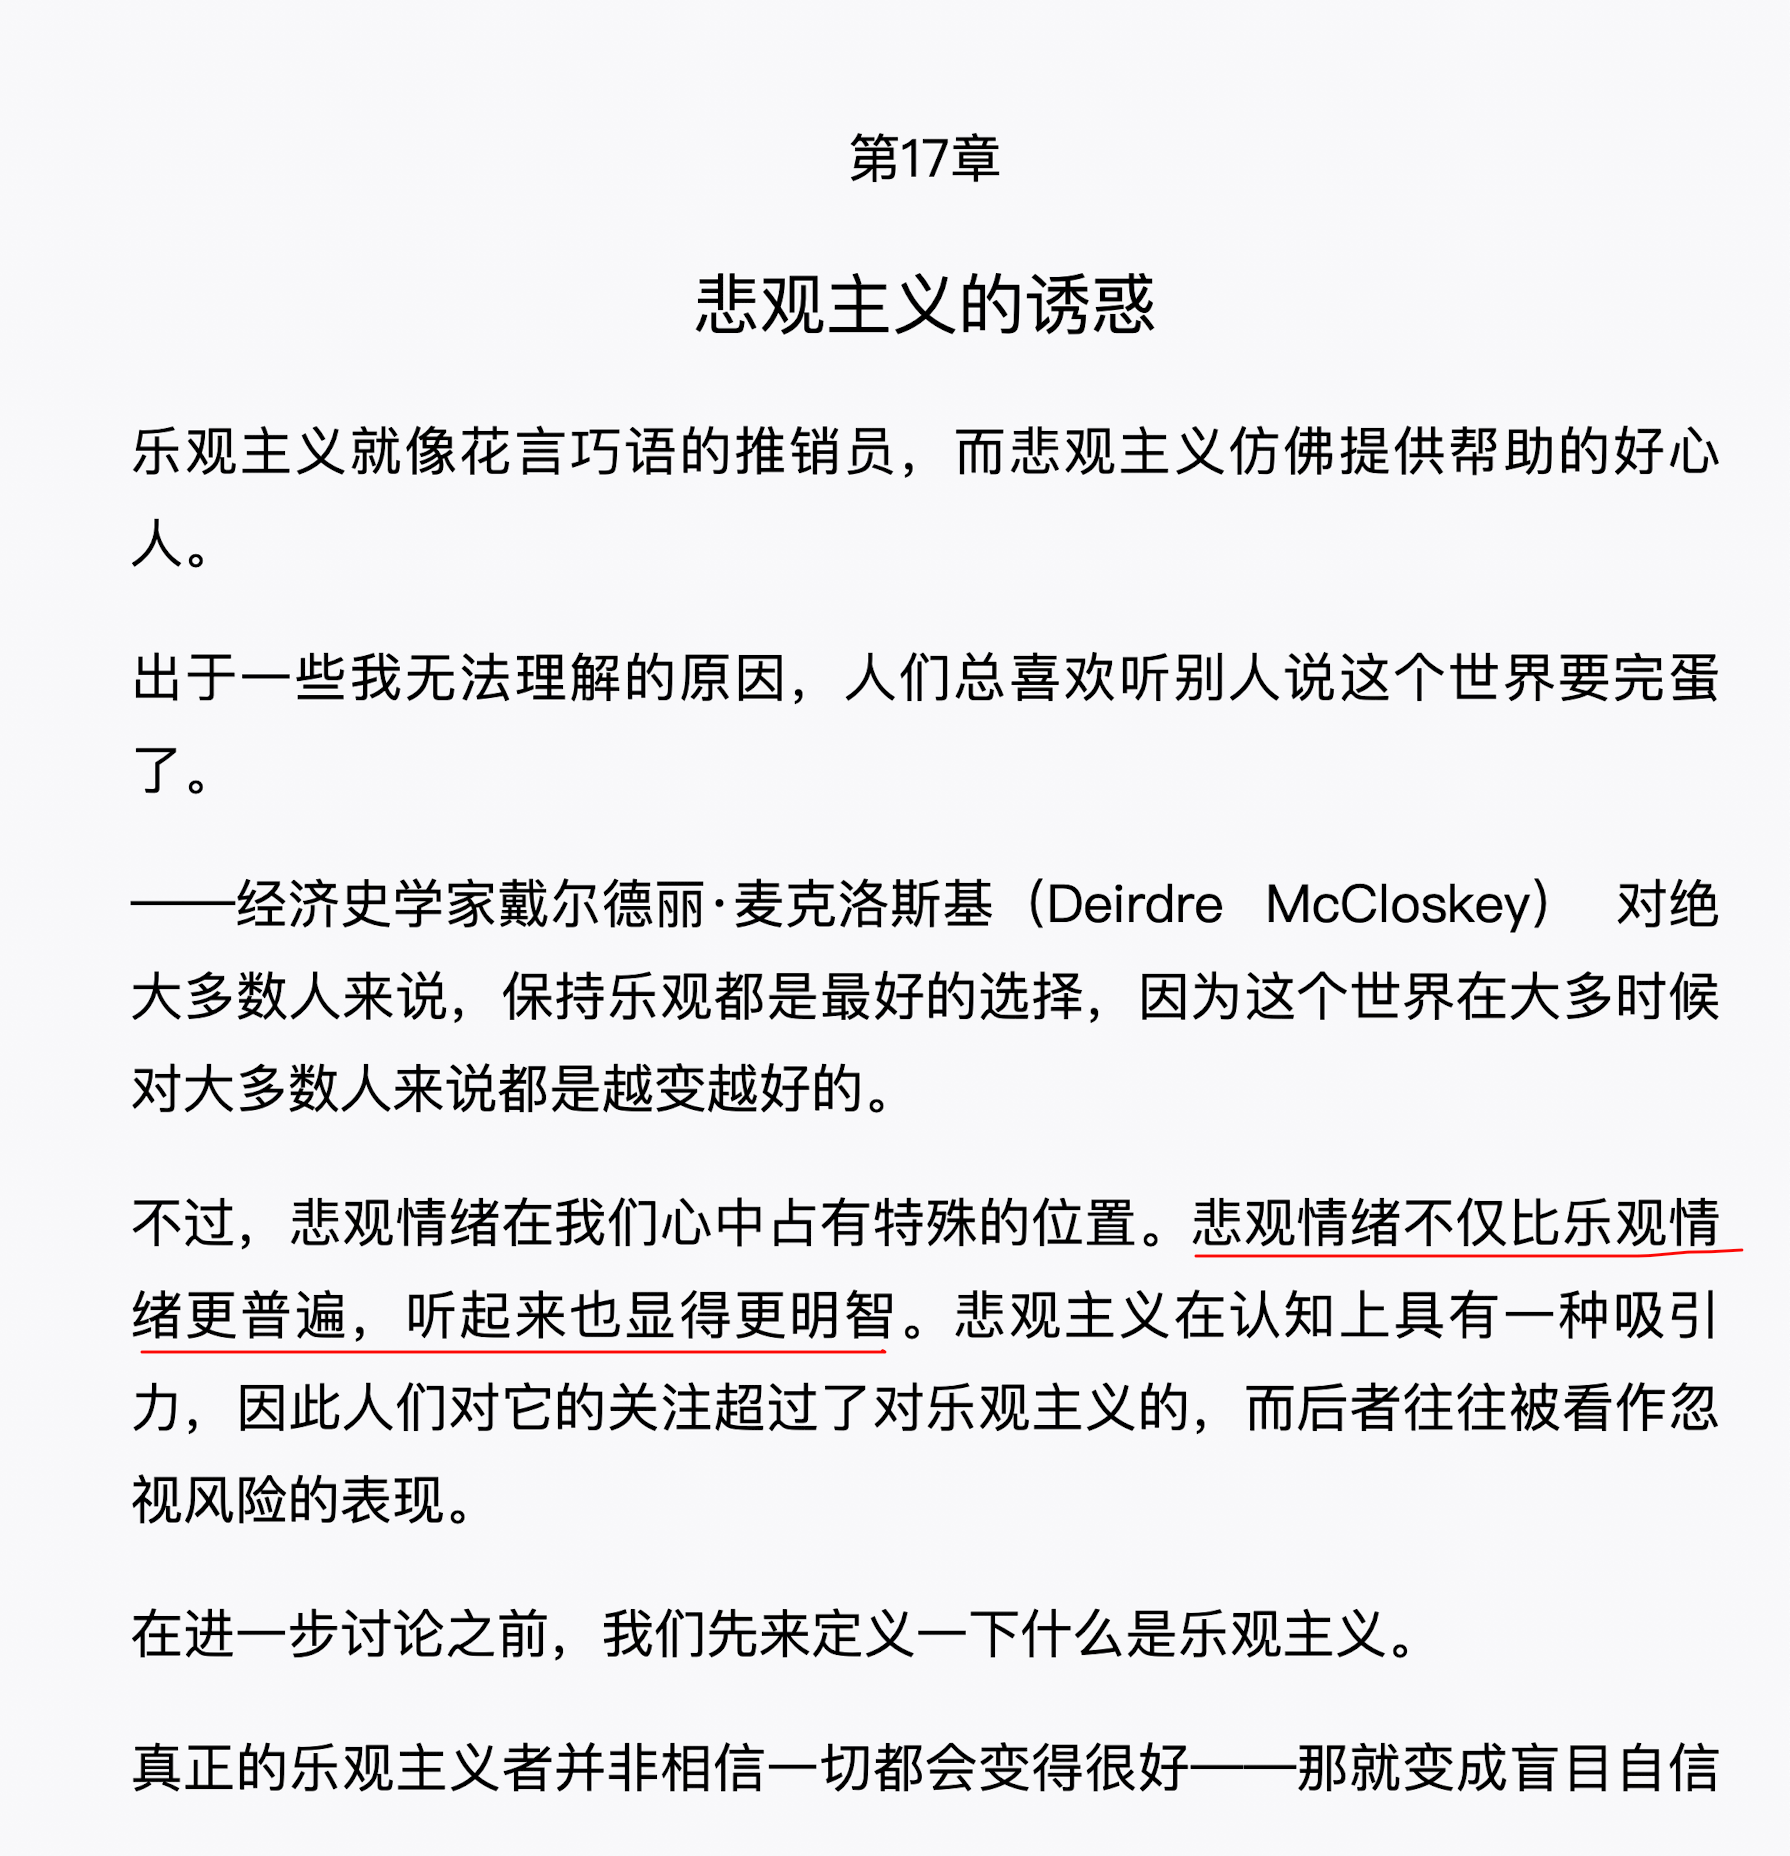 第17章
悲观主义的诱惑
乐观主义就像花言巧语的推销员，而悲观主义仿佛提供帮助的好心
人。
出于一些我无法理解的原因，人们总喜欢听别人说这个世界要完蛋
了。
——经济史学家戴尔德丽·麦克洛斯基（Deirdre McCloskey） 对绝
大多数人来说，保持乐观都是最好的选择，因为这个世界在大多时候
对大多数人来说都是越变越好的。
不过，悲观情绪在我们心中占有特殊的位置。悲观情绪不仅比乐观情
绪更普遍，听起来也显得更明智。悲观主义在认知上具有一种吸引
力，因此人们对它的关注超过了对乐观主义的，而后者往往被看作忽
视风险的表现。
在进一步讨论之前，我们先来定义一下什么是乐观主义。
真正的乐观主义者并非相信一切都会变得很好——那就变成盲目自信